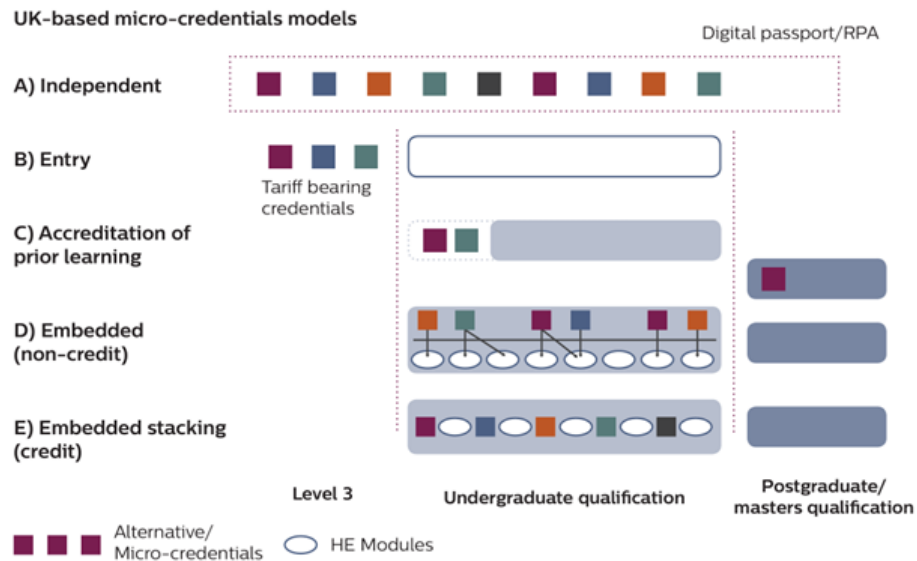 UK-based micro-credentials models
Digital passport/RPA
A) Independent
B) Entry
Tariff bearing
credentials
C) Accreditation of
prior learning
D) Embedded
(non-credit)
E) Embedded stacking
(credit)
Level 3
Undergraduate qualification
Postgraduate/
masters qualification
Alternative/
Micro-credentials
HE Modules